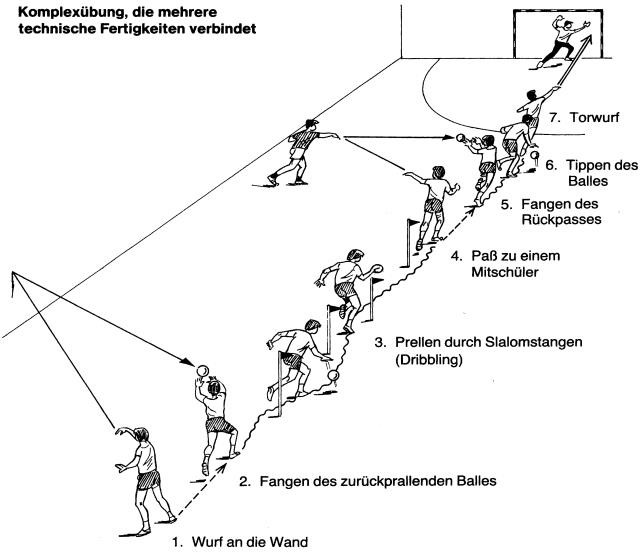 Komplexübung, die mehrere
technische Fertigkeiten verbindet
7. Torwurf
6. Tippen des
Balles
5. Fangen des
Rückpasses
4. Paß zu einem
Mitschüler
3. Prellen durch Slalomstangen
(Dribbling)
2. Fangen des zurückprallenden Balles
1. Wurf an die Wand